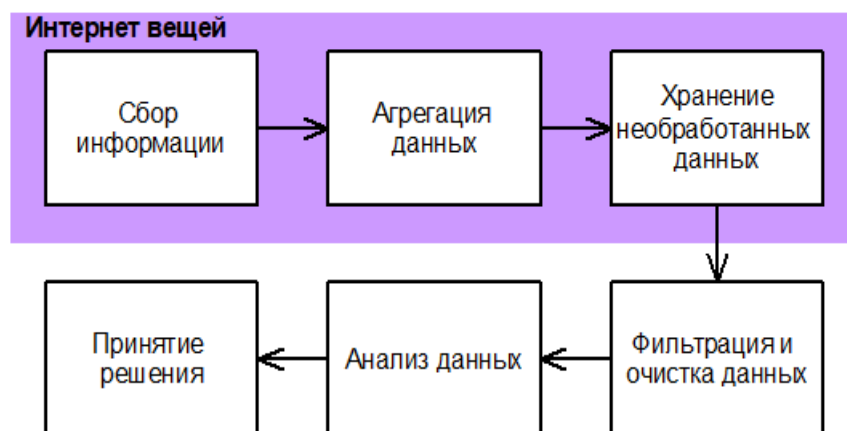 Интернет вещей
Сбор
информации
Агрегация
данных
Хранение
необработанных
данных
Принятие
решения
Анализ данных
Фильтрация и
очистка данных